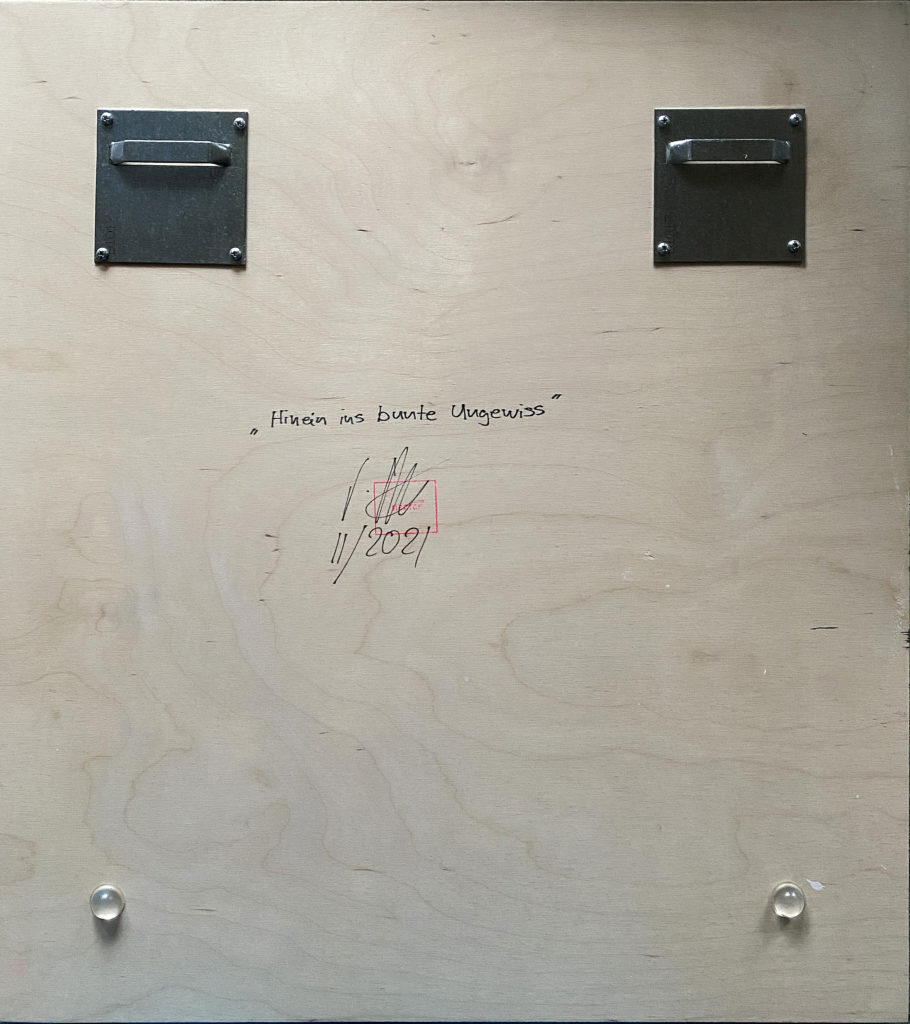 „Hinein ins bunte Ungewiss"
11/2021